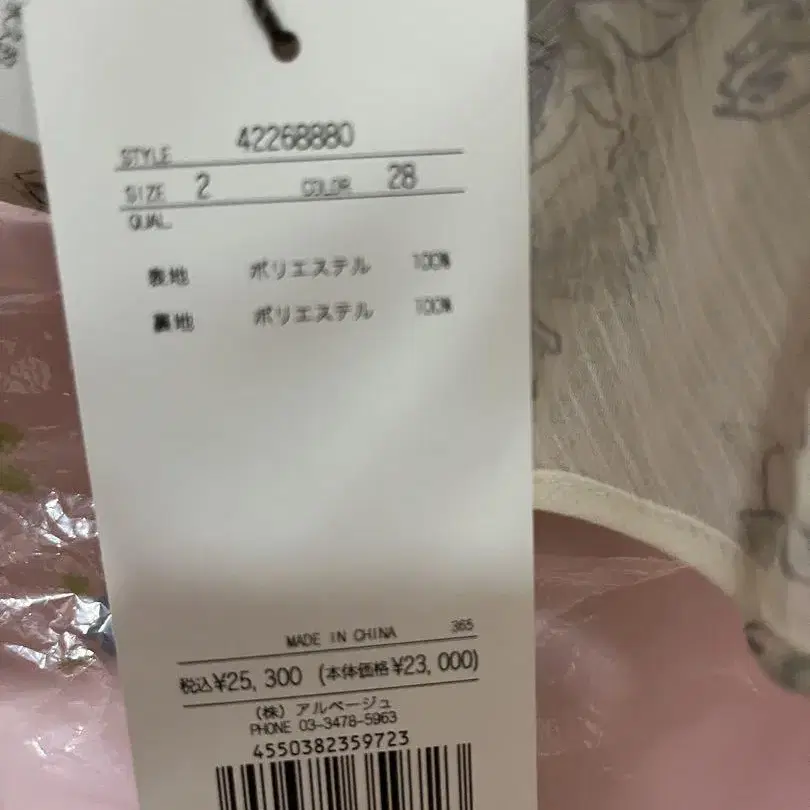 STYLE 42268880
SIZE 2 COLOR 28
QUAL.
表地 ポリエステル 100%
裏地 ポリエステル 100%
MADE IN CHINA 365
税込¥25,300 (本体価格¥23,000)
(株) アルページュ
PHONE 03-3478-5963
4550382359723